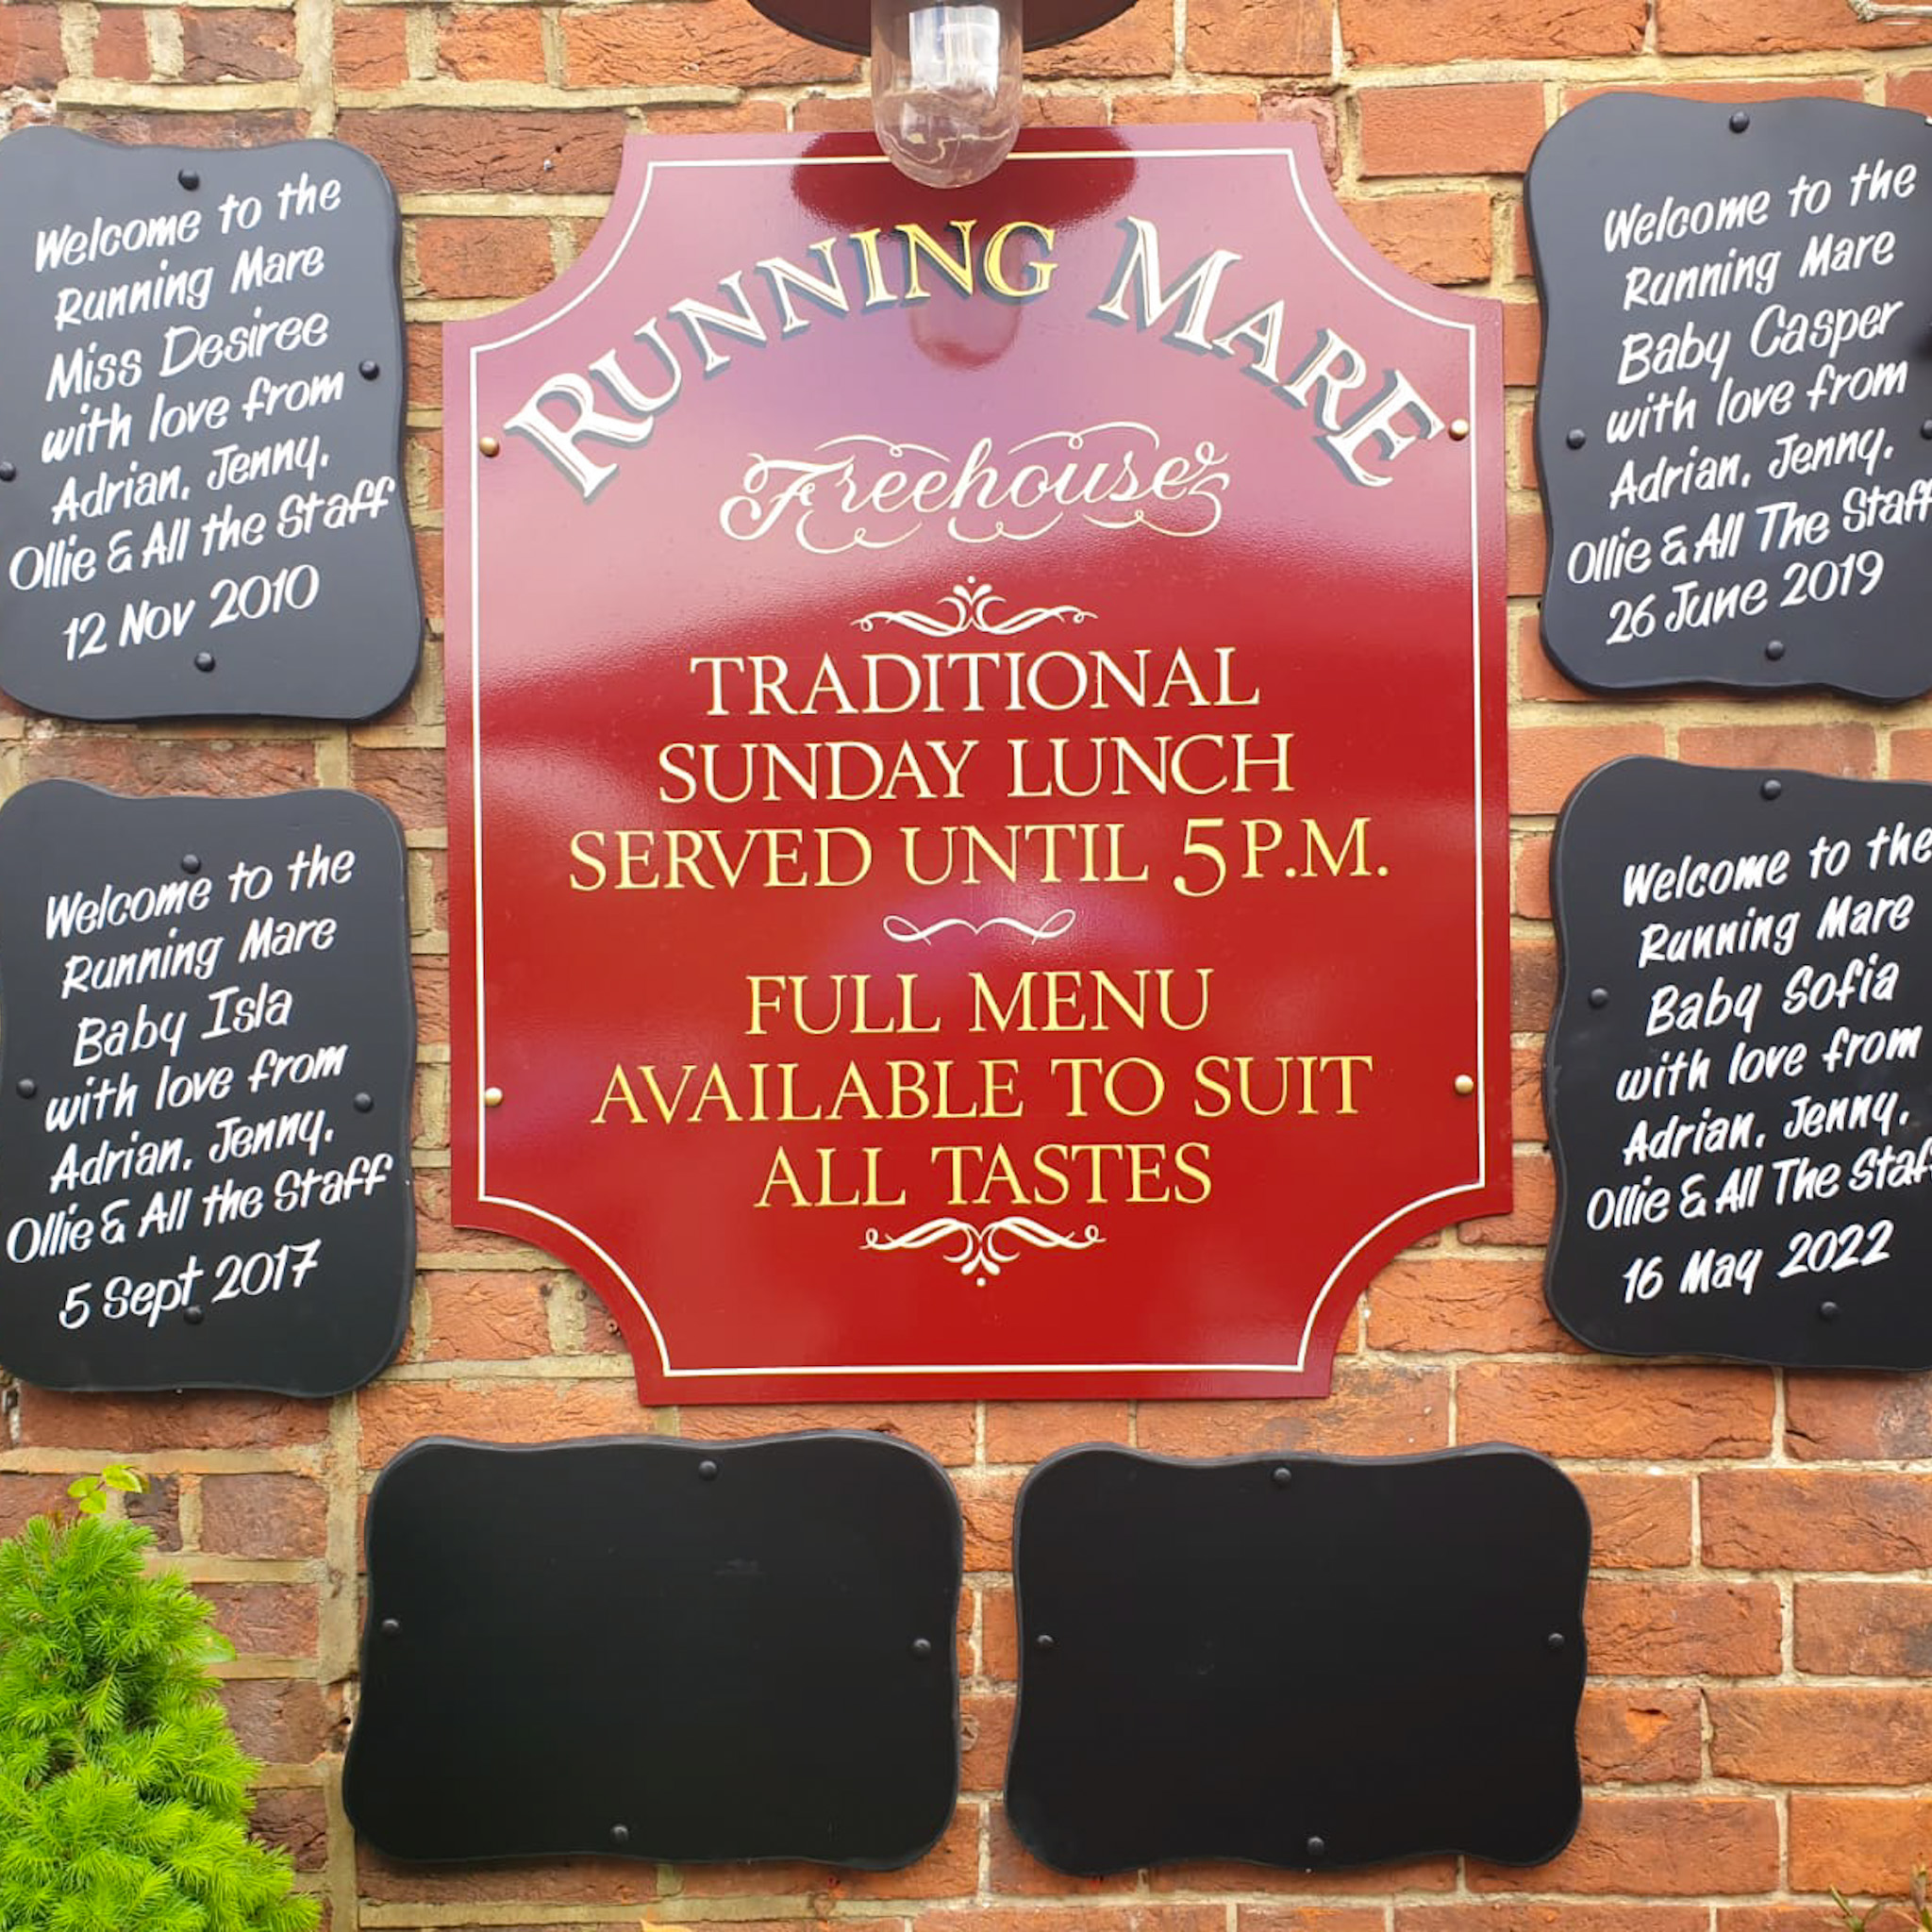 Welcome to the
Running Mare
Miss Desiree
with love from
Adrian, Jenny,
Ollie & All the Staff
12 Nov 2010
Welcome to the
Running Mare
Baby Isla
with love from
Adrian, Jenny,
Ollie & All the Staff
5 Sept 2017
RUNNING MARE
Freehouse
TRADITIONAL
SUNDAY LUNCH
SERVED UNTIL 5 P.M.
FULL MENU
AVAILABLE TO SUIT
ALL TASTES
Welcome to the
Running Mare
Baby Casper
with love from
Adrian, Jenny,
Ollie & All The Staff
26 June 2019
Welcome to the
Running Mare
Baby Sofia
with love from
Adrian, Jenny,
Ollie & All The Staff
16 May 2022